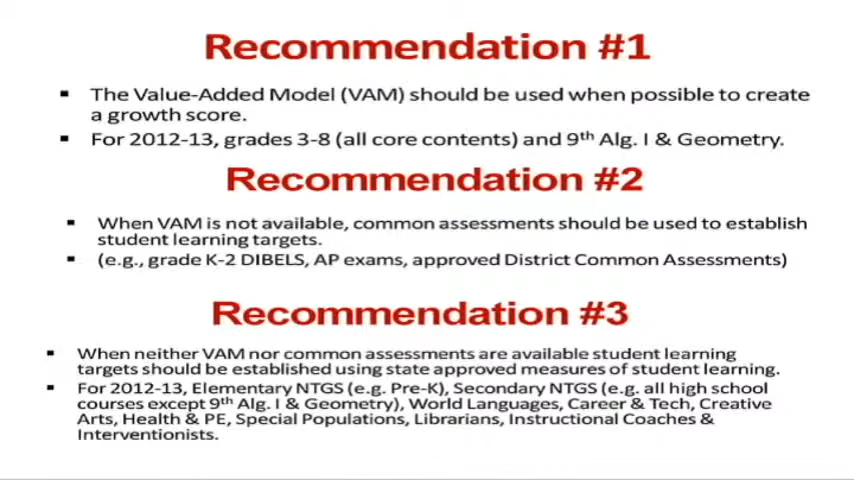 Recommendation #1
▪ The Value-Added Model (VAM) should be used when possible to create
a growth score.
▪ For 2012-13, grades 3-8 (all core contents) and 9th Alg. I & Geometry.
Recommendation #2
▪ When VAM is not available, common assessments should be used to establish
student learning targets.
▪ (e.g., grade K-2 DIBELS, AP exams, approved District Common Assessments)
Recommendation #3
▪ When neither VAM nor common assessments are available student learning
targets should be established using state approved measures of student learning.
▪ For 2012-13, Elementary NTGS (e.g. Pre-K), Secondary NTGS (e.g. all high school
courses except 9th Alg. I & Geometry), World Languages, Career & Tech, Creative
Arts, Health & PE, Special Populations, Librarians, Instructional Coaches &
Interventionists.